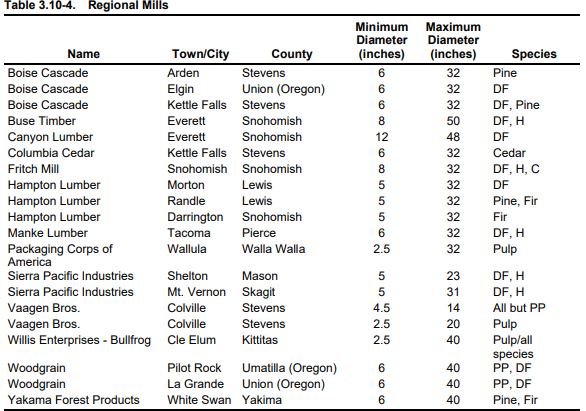 Table 3.10-4. Regional Mills
Name Town/City County Minimum Diameter (inches) Maximum Diameter (inches) Species
Boise Cascade Arden Stevens 6 32 Pine
Boise Cascade Elgin Union (Oregon) 6 32 DF
Boise Cascade Kettle Falls Stevens 6 32 DF, Pine
Buse Timber Everett Snohomish 8 50 DF, H
Canyon Lumber Everett Snohomish 12 48 DF
Columbia Cedar Kettle Falls Stevens 6 32 Cedar
Fritch Mill Snohomish Snohomish 8 32 DF, H, C
Hampton Lumber Morton Lewis 5 32 DF
Hampton Lumber Randle Lewis 5 32 Pine, Fir
Hampton Lumber Darrington Snohomish 5 32 Fir
Manke Lumber Tacoma Pierce 6 32 DF, H
Packaging Corps of America Wallula Walla Walla 2.5 32 Pulp
Sierra Pacific Industries Shelton Mason 5 23 DF, H
Sierra Pacific Industries Mt. Vernon Skagit 5 31 DF, H
Vaagen Bros. Colville Stevens 4.5 14 All but PP
Vaagen Bros. Colville Stevens 2.5 20 Pulp
Willis Enterprises - Bullfrog Cle Elum Kittitas 2.5 40 Pulp/all species
Woodgrain Pilot Rock Umatilla (Oregon) 6 40 PP, DF
Woodgrain La Grande Union (Oregon) 6 40 PP, DF
Yakama Forest Products White Swan Yakima 6 40 Pine, Fir